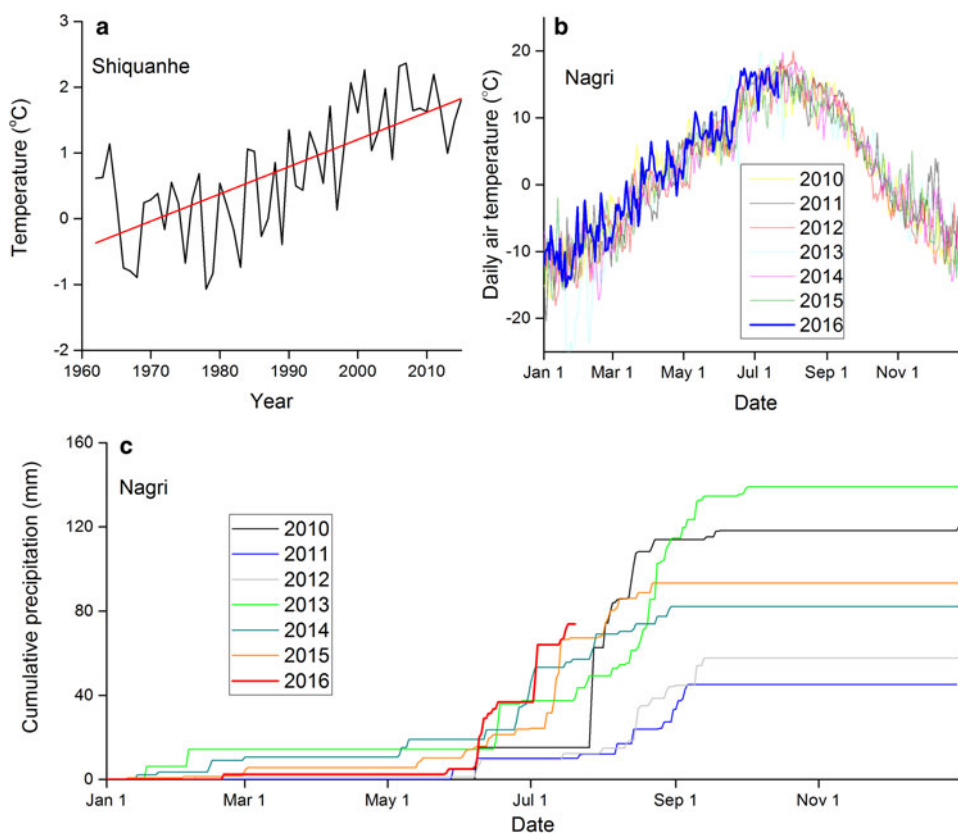 a
Shiquanhe
Temperature (°C)
3
2
1
0
-1
-2
1960 1970 1980 1990 2000 2010
Year
b
Nagri
Daily air temperature (°C)
20
10
0
-10
-20
2010
2011
2012
2013
2014
2015
2016
Jan 1 Mar 1 May 1 Jul 1 Sep 1 Nov 1
Date
c
Nagri
Cumulative precipitation (mm)
160
120
80
40
0
2010
2011
2012
2013
2014
2015
2016
Jan 1 Mar 1 May 1 Jul 1 Sep 1 Nov 1
Date